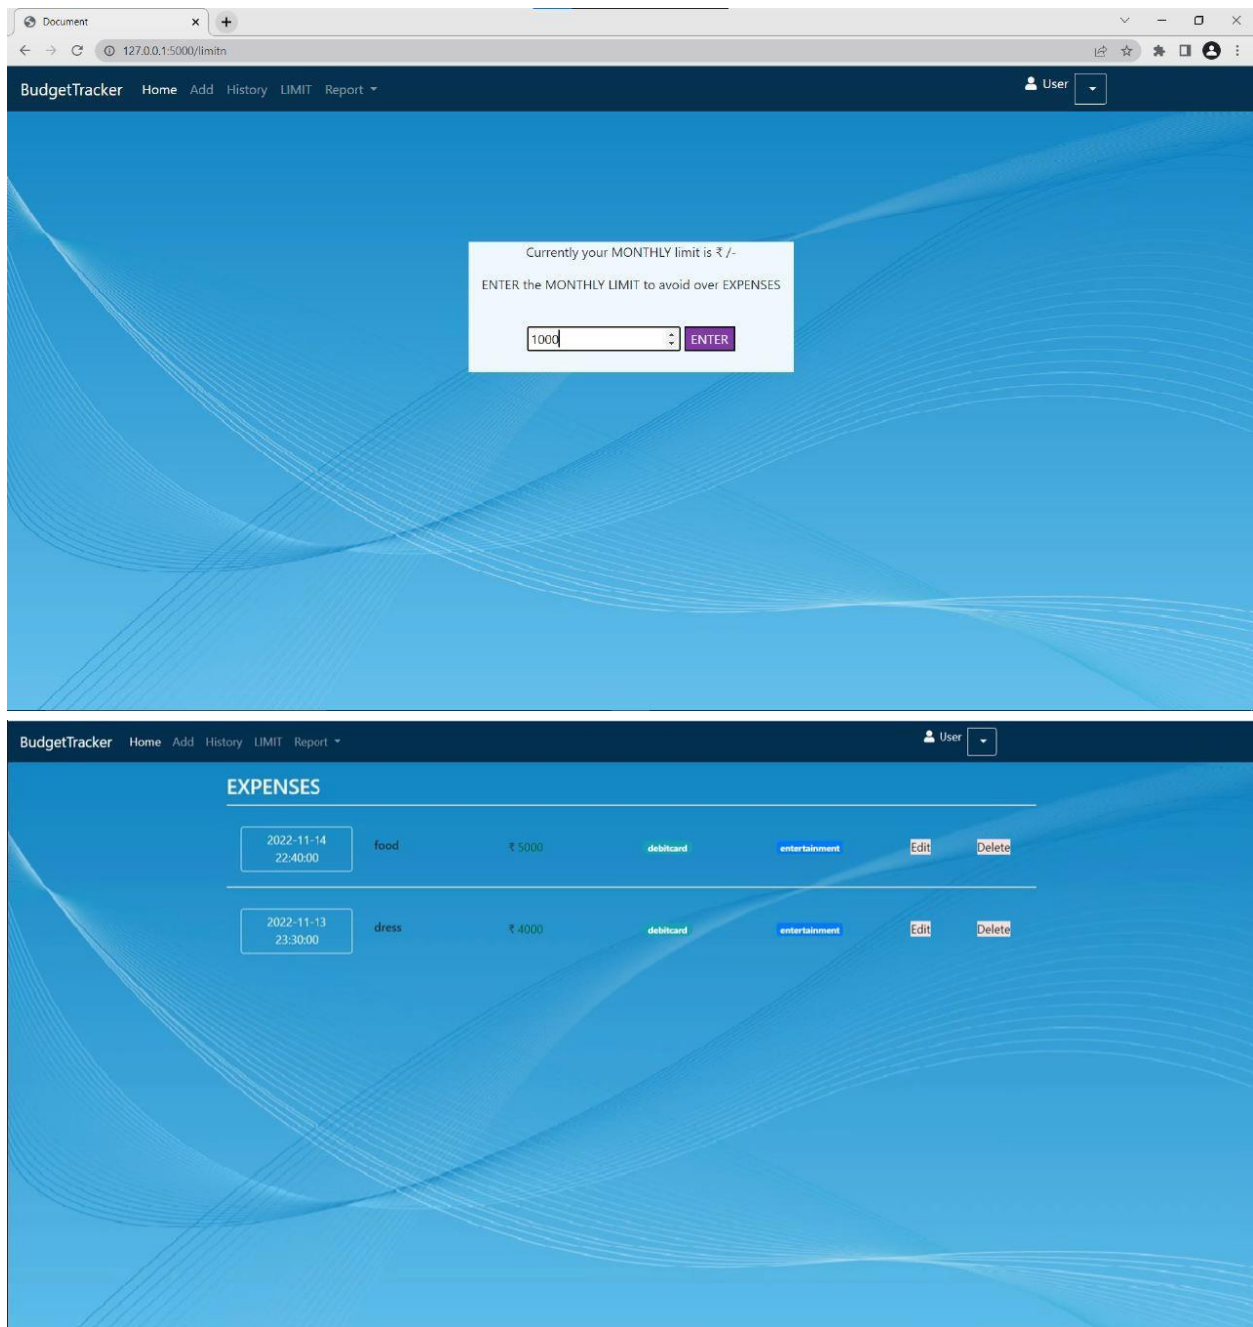 Document
127.0.0.1:5000/limitn
BudgetTracker Home Add History LIMIT Report User
Currently your MONTHLY limit is ₹ /-
ENTER the MONTHLY LIMIT to avoid over EXPENSES
1000 ENTER
BudgetTracker Home Add History LIMIT Report User
EXPENSES
2022-11-14
22:40:00
food ₹ 5000 debitcard entertainment Edit Delete
2022-11-13
23:30:00
dress ₹ 4000 debitcard entertainment Edit Delete